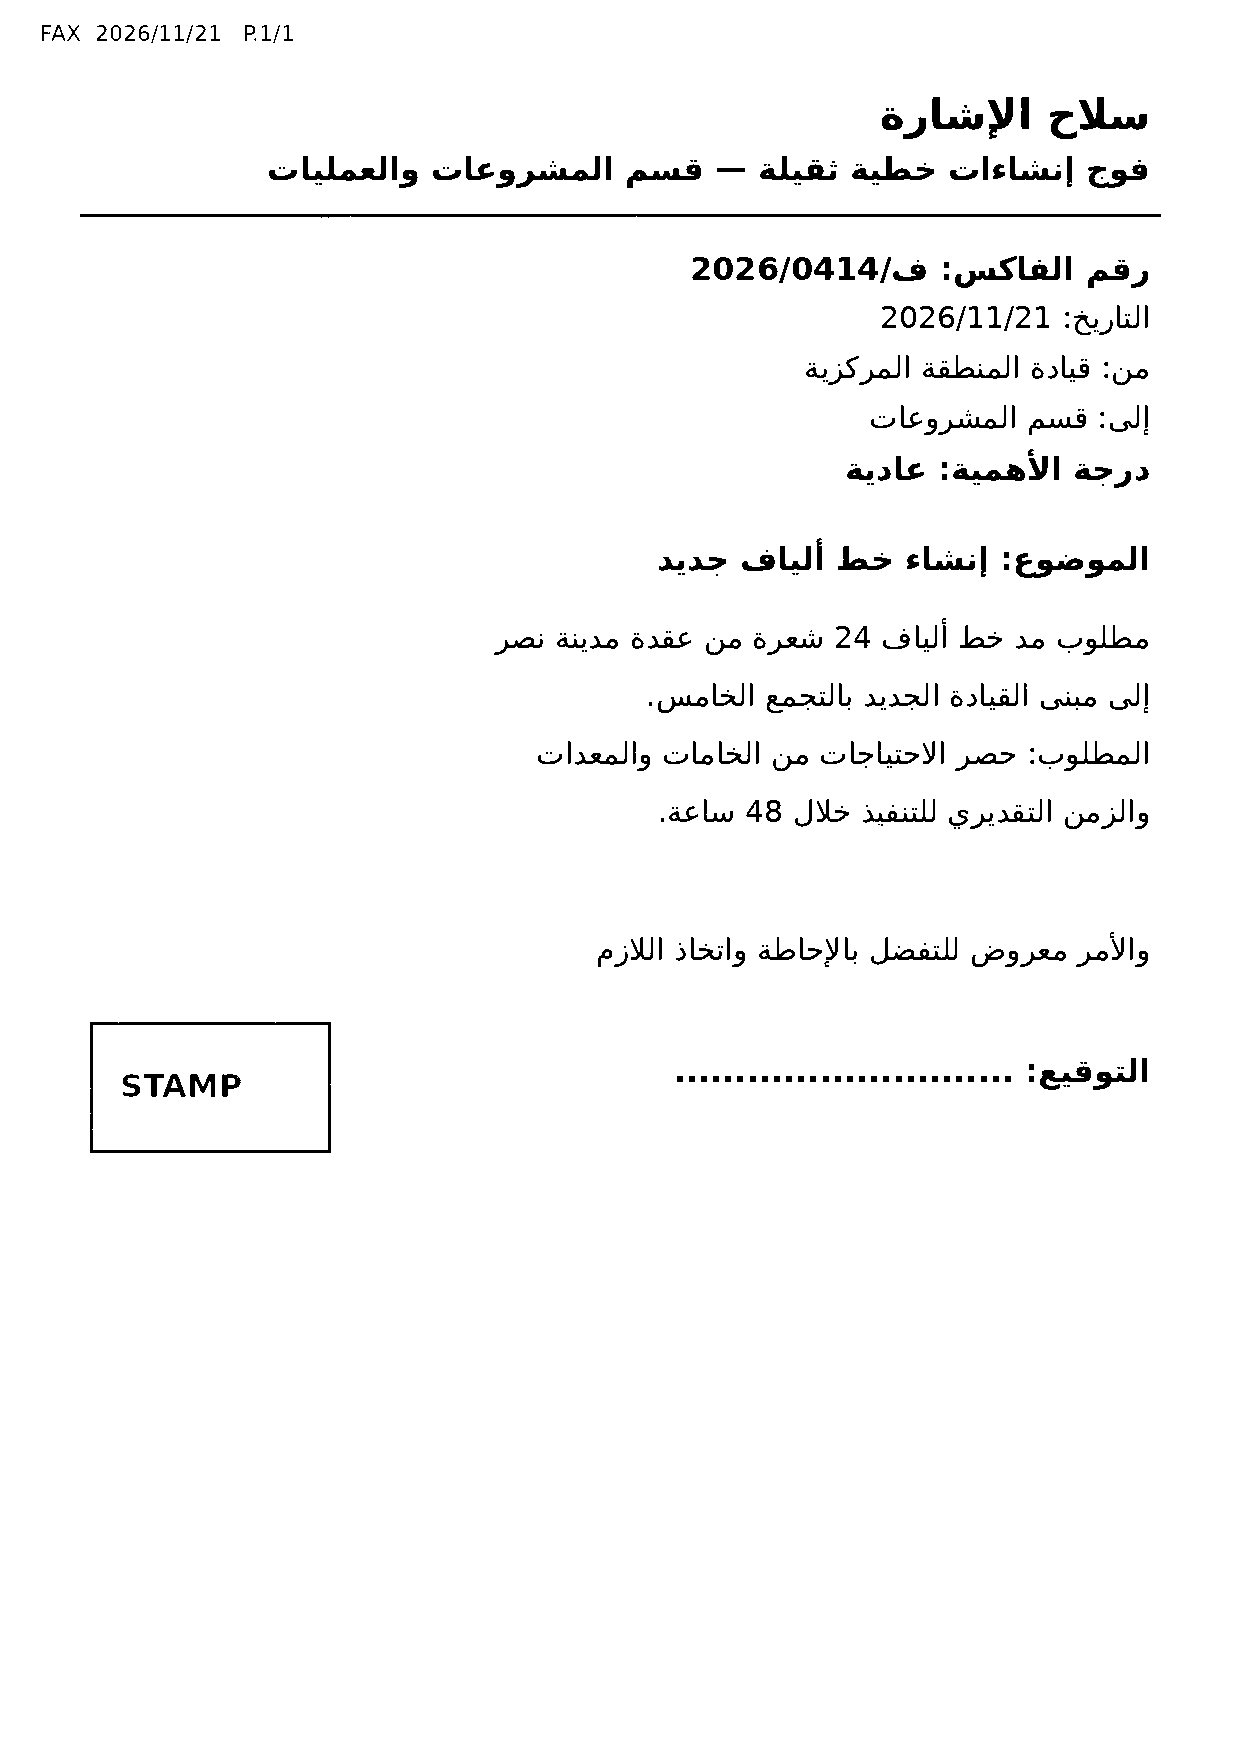 FAX 2026/11/21 P.1/1
سلاح الإشارة
فوج إنشاءات خطية ثقيلة — قسم المشروعات والعمليات
رقم الفاكس: ف/2026/0414
التاريخ: 2026/11/21
من: قيادة المنطقة المركزية
إلى: قسم المشروعات
درجة الأهمية: عادية
الموضوع: إنشاء خط ألياف جديد
مطلوب مد خط ألياف 24 شعرة من عقدة مدينة نصر
إلى مبنى القيادة الجديد بالتجمع الخامس.
المطلوب: حصر الاحتياجات من الخامات والمعدات
والزمن التقديري للتنفيذ خلال 48 ساعة.
والأمر معروض للتفضل بالإحاطة واتخاذ اللازم
التوقيع: ............................
STAMP